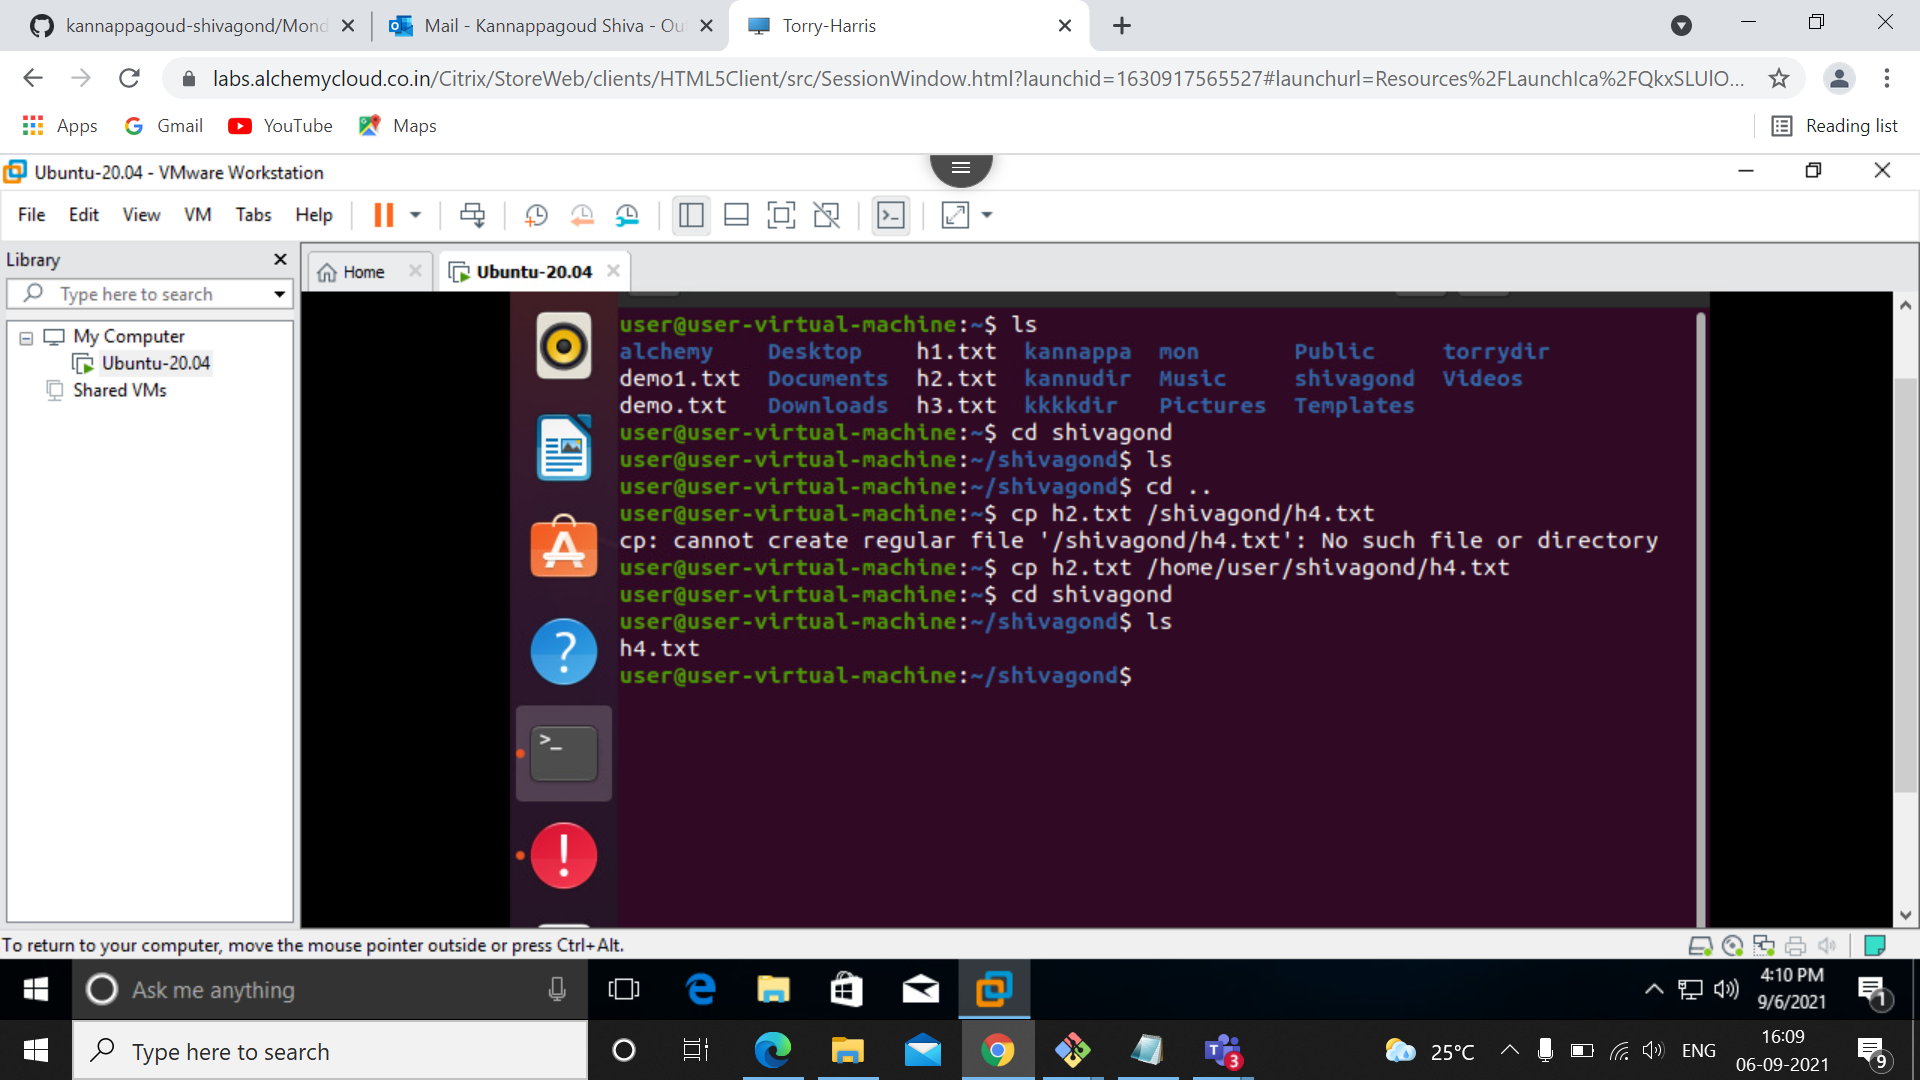 kannappagoud-shivagond/Mond
Mail - Kannappagoud Shiva - Ou
Torry-Harris
labs.alchemycloud.co.in/Citrix/StoreWeb/clients/HTML5Client/src/SessionWindow.html?launchid=1630917565527#launchurl=Resources%2FLaunchIca%2FQkxSLUlO...
Apps
Gmail
YouTube
Maps
Reading list
Ubuntu-20.04 - VMware Workstation
File Edit View VM Tabs Help
Library
Home
Ubuntu-20.04
Type here to search
My Computer
Ubuntu-20.04
Shared VMs
user@user-virtual-machine:~$ ls
alchemy Desktop h1.txt kannappa mon Public torrydir
demo1.txt Documents h2.txt kannudir Music shivagond Videos
demo.txt Downloads h3.txt kkkkdir Pictures Templates
user@user-virtual-machine:~$ cd shivagond
user@user-virtual-machine:~/shivagond$ ls
user@user-virtual-machine:~/shivagond$ cd ..
user@user-virtual-machine:~$ cp h2.txt /shivagond/h4.txt
cp: cannot create regular file '/shivagond/h4.txt': No such file or directory
user@user-virtual-machine:~$ cp h2.txt /home/user/shivagond/h4.txt
user@user-virtual-machine:~$ cd shivagond
user@user-virtual-machine:~/shivagond$ ls
h4.txt
user@user-virtual-machine:~/shivagond$
To return to your computer, move the mouse pointer outside or press Ctrl+Alt.
Ask me anything
4:10 PM
9/6/2021
1
Type here to search
3
25°C
ENG
16:09
06-09-2021
9